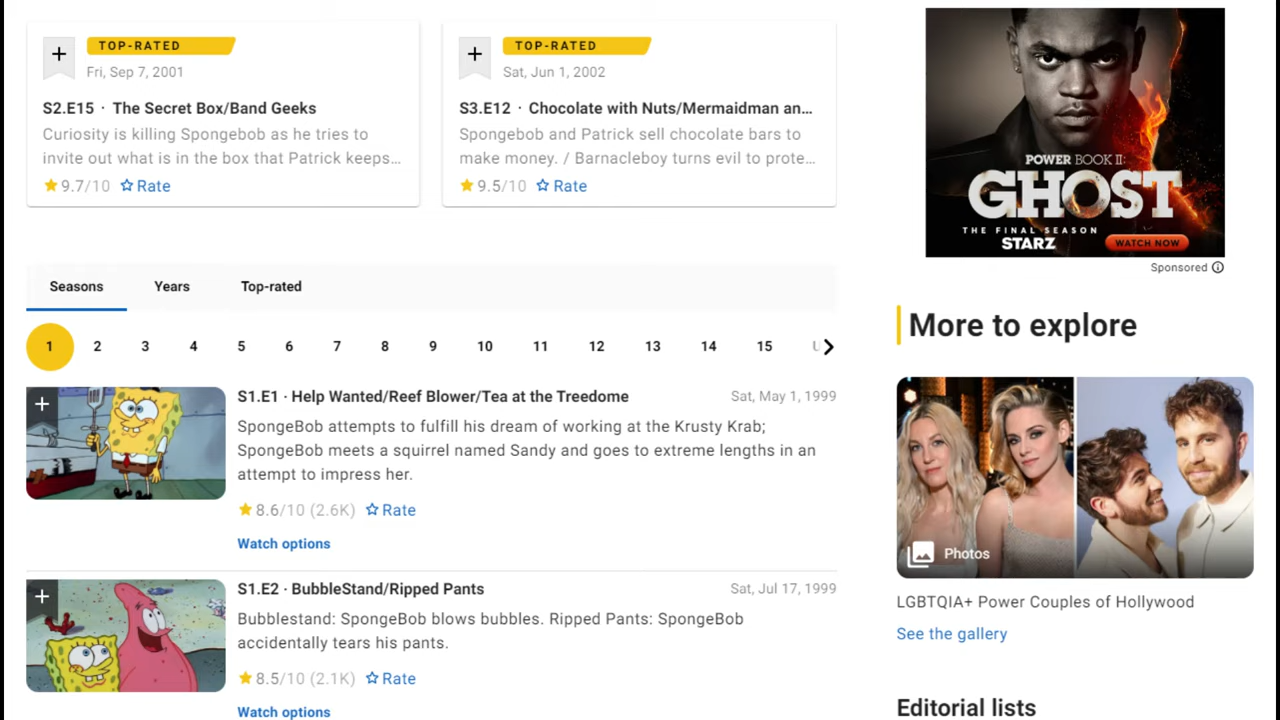 TOP-RATED
Fri, Sep 7, 2001
S2.E15 · The Secret Box/Band Geeks
Curiosity is killing Spongebob as he tries to
invite out what is in the box that Patrick keeps...
9.7/10 Rate
TOP-RATED
Sat, Jun 1, 2002
S3.E12 · Chocolate with Nuts/Mermaidman an...
Spongebob and Patrick sell chocolate bars to
make money. / Barnacleboy turns evil to prote...
9.5/10 Rate
Seasons Years Top-rated
1 2 3 4 5 6 7 8 9 10 11 12 13 14 15
S1.E1 · Help Wanted/Reef Blower/Tea at the Treedome
Sat, May 1, 1999
SpongeBob attempts to fulfill his dream of working at the Krusty Krab;
SpongeBob meets a squirrel named Sandy and goes to extreme lengths in an
attempt to impress her.
8.6/10 (2.6K) Rate
Watch options
S1.E2 · BubbleStand/Ripped Pants
Sat, Jul 17, 1999
Bubblestand: SpongeBob blows bubbles. Ripped Pants: SpongeBob
accidentally tears his pants.
8.5/10 (2.1K) Rate
Watch options
POWER BOOK II:
GHOST
THE FINAL SEASON
STARZ
WATCH NOW
Sponsored
More to explore
Photos
LGBTQIA+ Power Couples of Hollywood
See the gallery
Editorial lists